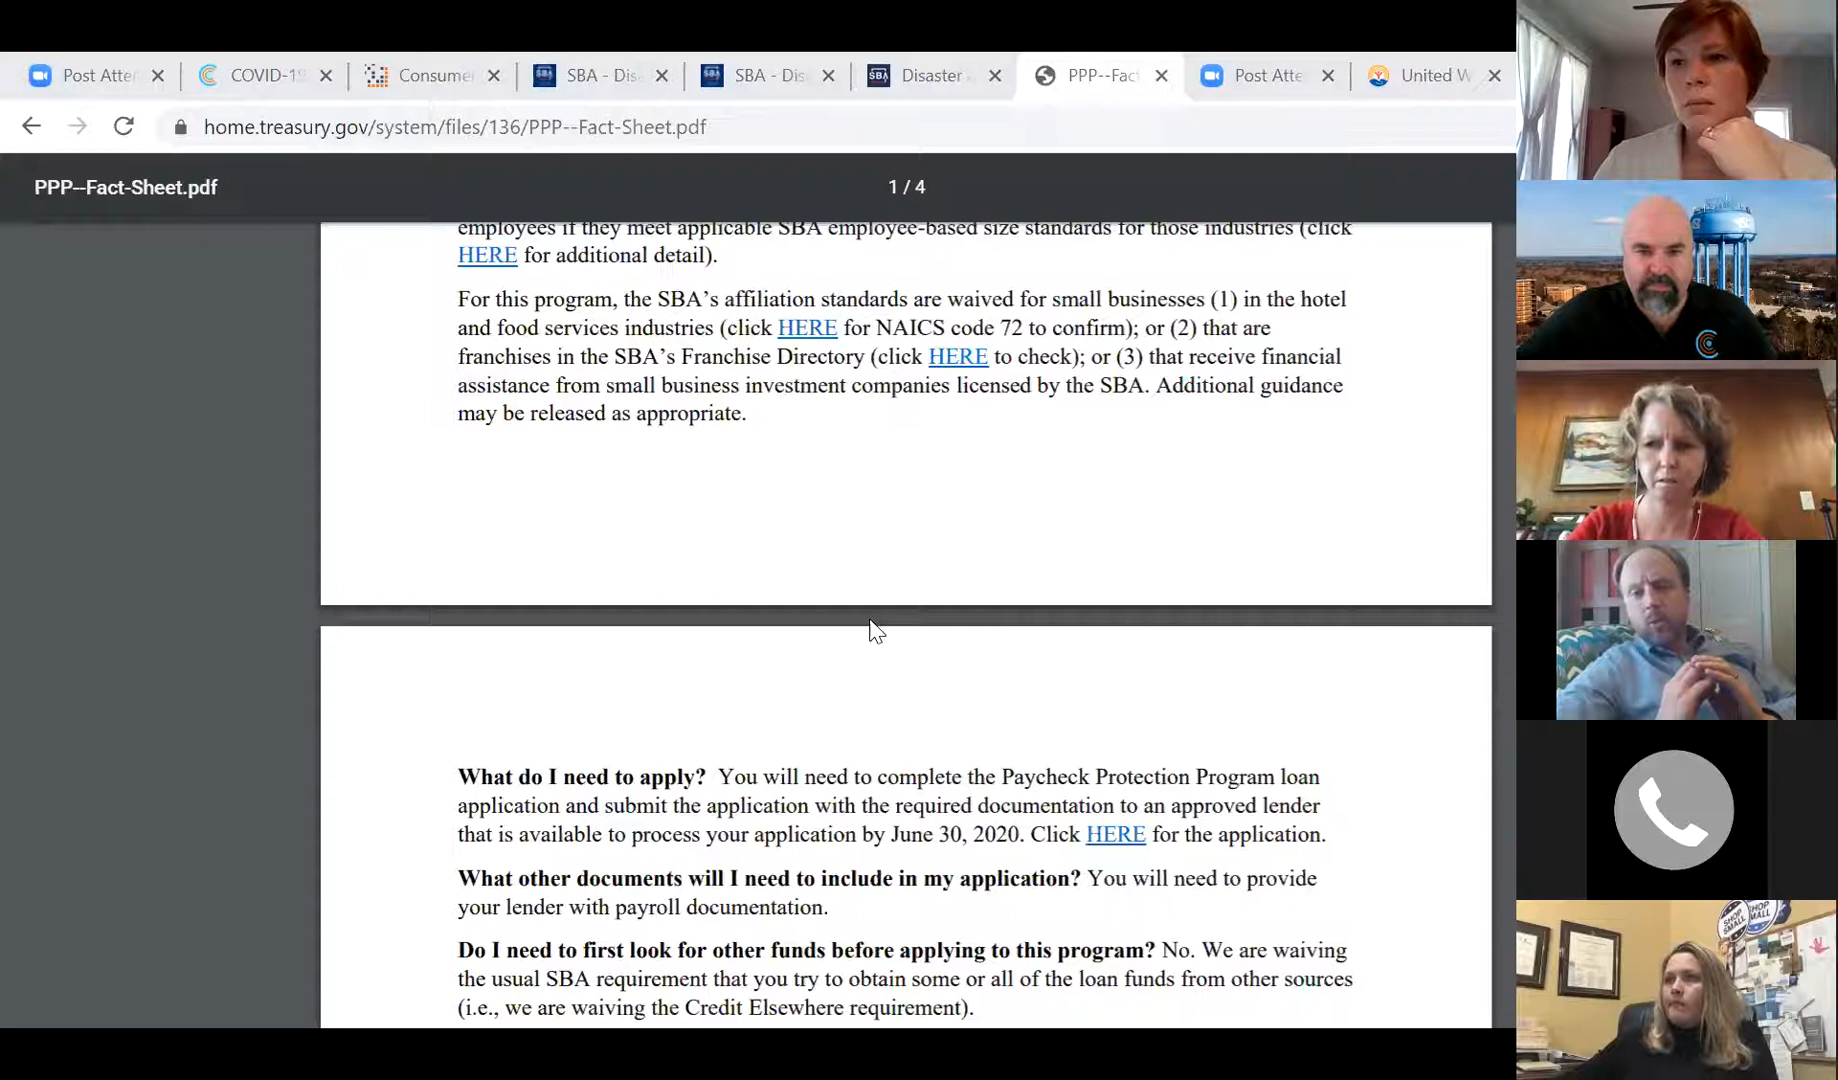 Post Atte
COVID-19
Consume
SBA - Dis
SBA - Dis
Disaster
PPP--Fac
Post Atte
United W
home.treasury.gov/system/files/136/PPP--Fact-Sheet.pdf
PPP--Fact-Sheet.pdf
1 / 4
employees if they meet applicable SBA employee-based size standards for those industries (click
HERE for additional detail).
For this program, the SBA's affiliation standards are waived for small businesses (1) in the hotel
and food services industries (click HERE for NAICS code 72 to confirm); or (2) that are
franchises in the SBA's Franchise Directory (click HERE to check); or (3) that receive financial
assistance from small business investment companies licensed by the SBA. Additional guidance
may be released as appropriate.
What do I need to apply? You will need to complete the Paycheck Protection Program loan
application and submit the application with the required documentation to an approved lender
that is available to process your application by June 30, 2020. Click HERE for the application.
What other documents will I need to include in my application? You will need to provide
your lender with payroll documentation.
Do I need to first look for other funds before applying to this program? No. We are waiving
the usual SBA requirement that you try to obtain some or all of the loan funds from other sources
(i.e., we are waiving the Credit Elsewhere requirement).
SHOP
SMALL
SHOP
MALL